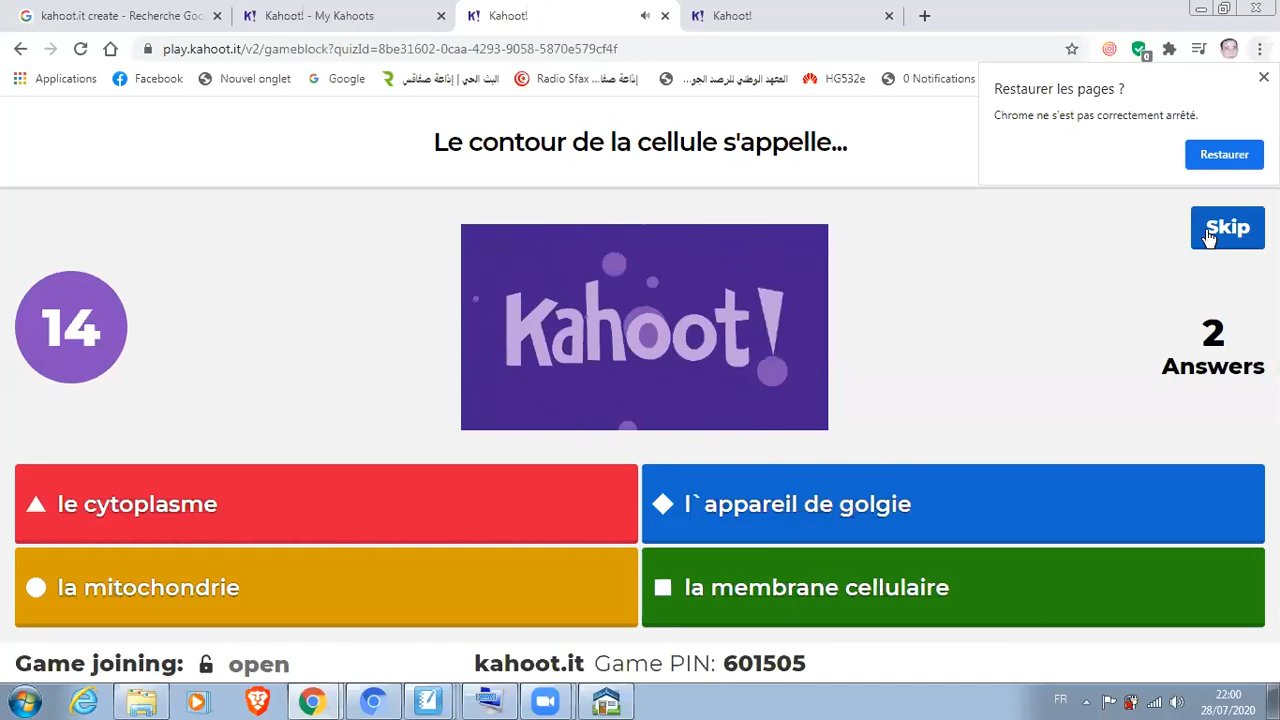 kahoot.it create - Recherche Goo
Kahoot! - My Kahoots
Kahoot!
Kahoot!
play.kahoot.it/v2/gameblock?quizId=8be31602-0caa-4293-9058-5870e579cf4f
0
Applications
Facebook
Nouvel onglet
Google
البث الحي | إذاعة صفاقس
Radio Sfax إذاعة صفا...
المعهد الوطني للرصد الجو...
HG532e
0 Notifications
Restaurer les pages ?
Chrome ne s'est pas correctement arrêté.
Restaurer
Le contour de la cellule s'appelle...
Skip
14
Kahoot!
2
Answers
le cytoplasme
l`appareil de golgie
la mitochondrie
la membrane cellulaire
Game joining: open
kahoot.it Game PIN: 601505
FR
22:00
28/07/2020